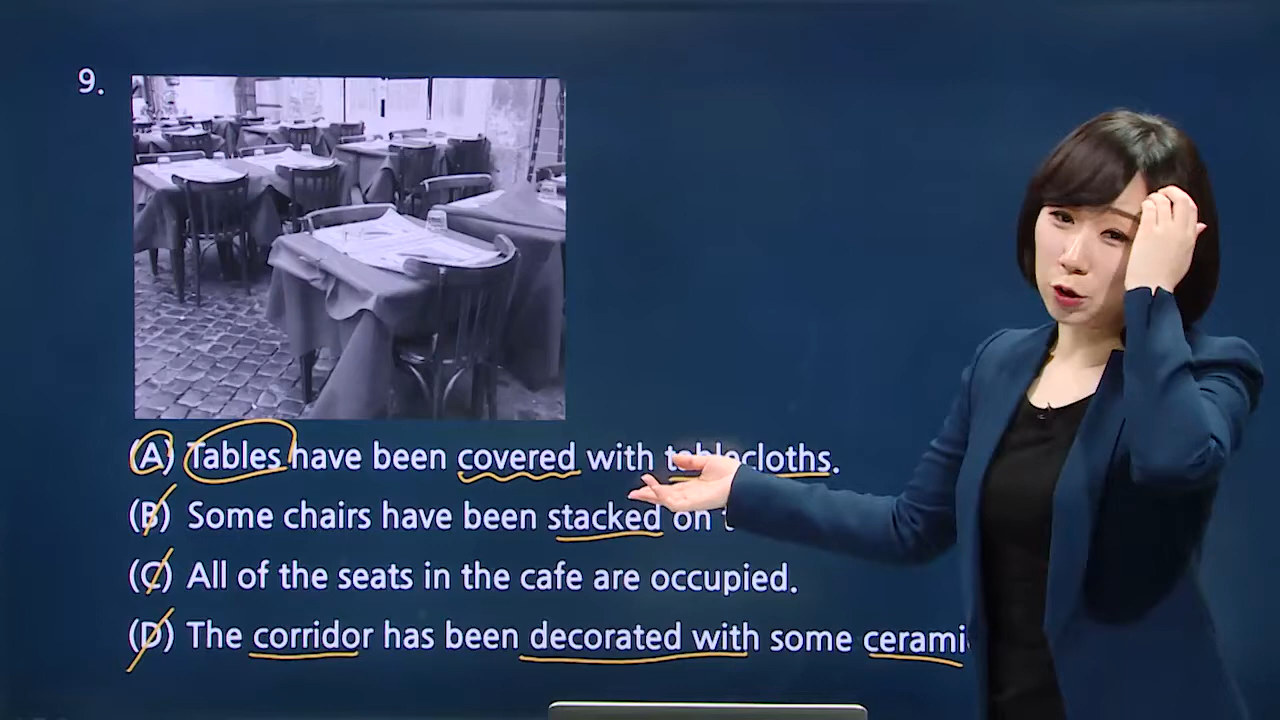 9.
(A) Tables have been covered with tablecloths.
(B) Some chairs have been stacked on
(C) All of the seats in the cafe are occupied.
(D) The corridor has been decorated with some